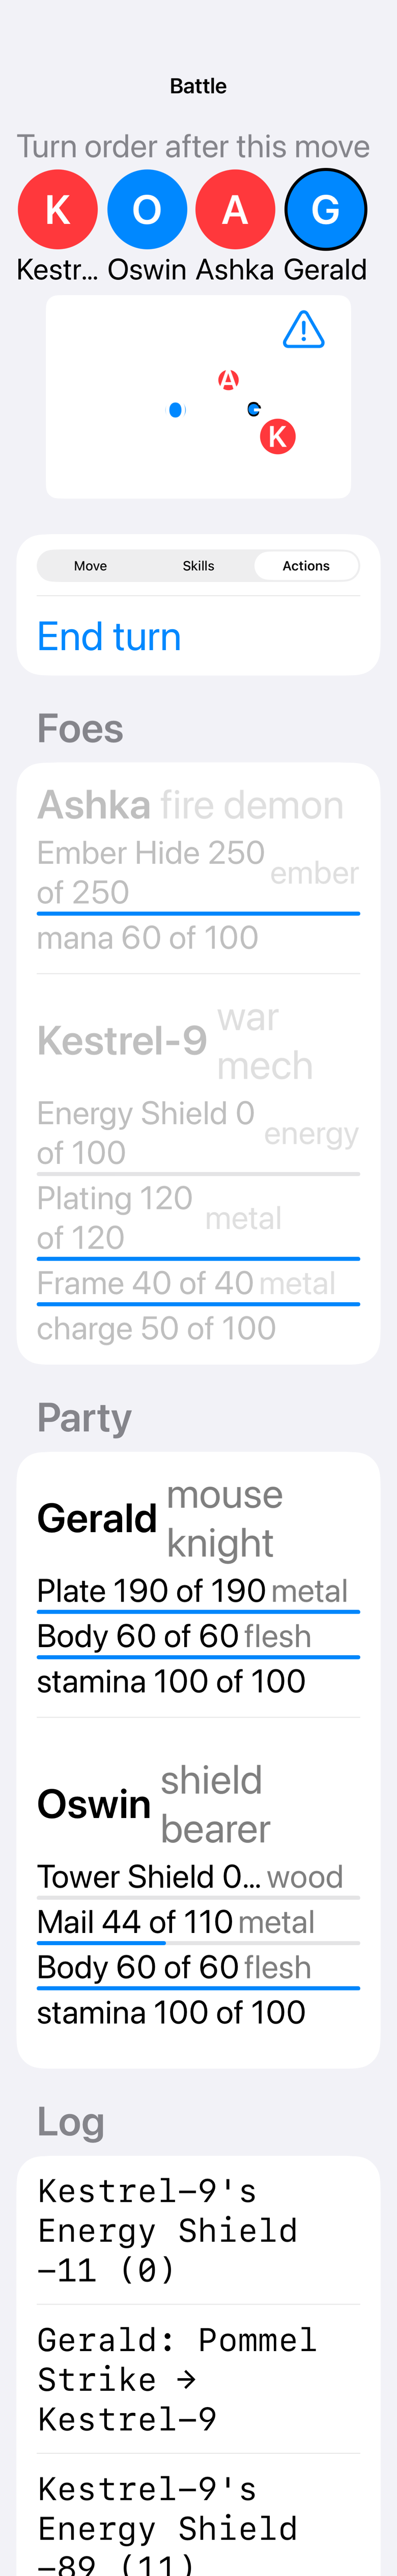 Battle
Turn order after this move
K O A G
Kestr... Oswin Ashka Gerald
A
K
Move Skills Actions
End turn
Foes
Ashka fire demon
Ember Hide 250
of 250
ember
mana 60 of 100
Kestrel-9 war
mech
Energy Shield 0
of 100
energy
Plating 120
of 120
metal
Frame 40 of 40 metal
charge 50 of 100
Party
Gerald mouse
knight
Plate 190 of 190 metal
Body 60 of 60 flesh
stamina 100 of 100
Oswin shield
bearer
Tower Shield 0... wood
Mail 44 of 110 metal
Body 60 of 60 flesh
stamina 100 of 100
Log
Kestrel-9's
Energy Shield
-11 (0)
Gerald: Pommel
Strike →
Kestrel-9
Kestrel-9's
Energy Shield
-89 (11)